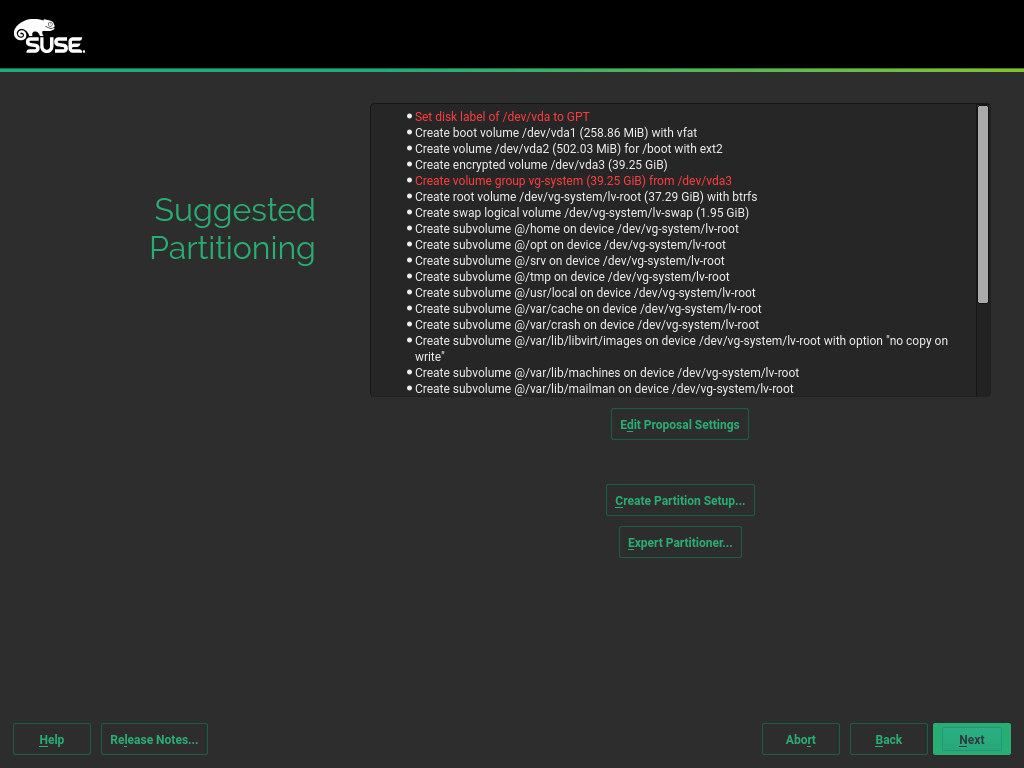 SUSE.
Suggested
Partitioning
Set disk label of /dev/vda to GPT
Create boot volume /dev/vda1 (258.86 MiB) with vfat
Create volume /dev/vda2 (502.03 MiB) for /boot with ext2
Create encrypted volume /dev/vda3 (39.25 GiB)
Create volume group vg-system (39.25 GiB) from /dev/vda3
Create root volume /dev/vg-system/lv-root (37.29 GiB) with btrfs
Create swap logical volume /dev/vg-system/lv-swap (1.95 GiB)
Create subvolume @/home on device /dev/vg-system/lv-root
Create subvolume @/opt on device /dev/vg-system/lv-root
Create subvolume @/srv on device /dev/vg-system/lv-root
Create subvolume @/tmp on device /dev/vg-system/lv-root
Create subvolume @/usr/local on device /dev/vg-system/lv-root
Create subvolume @/var/cache on device /dev/vg-system/lv-root
Create subvolume @/var/crash on device /dev/vg-system/lv-root
Create subvolume @/var/lib/libvirt/images on device /dev/vg-system/lv-root with option "no copy on
write"
Create subvolume @/var/lib/machines on device /dev/vg-system/lv-root
Create subvolume @/var/lib/mailman on device /dev/vg-system/lv-root
Edit Proposal Settings
Create Partition Setup...
Expert Partitioner...
Help
Release Notes...
Abort
Back
Next